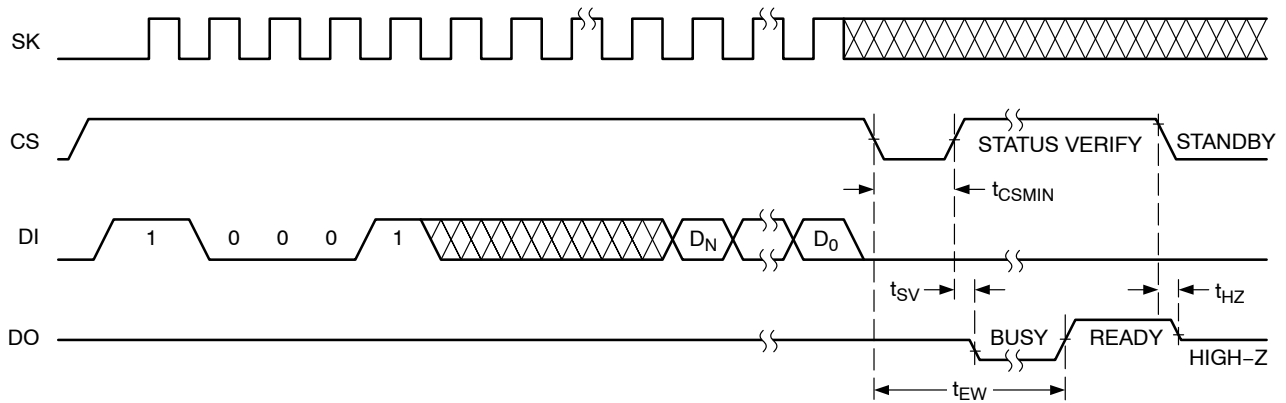 SK
CS
STATUS VERIFY
STANDBY
tCSMIN
DI
1
0
0
0
1
DN
D0
tSV
tHZ
DO
BUSY
READY
HIGH–Z
tEW